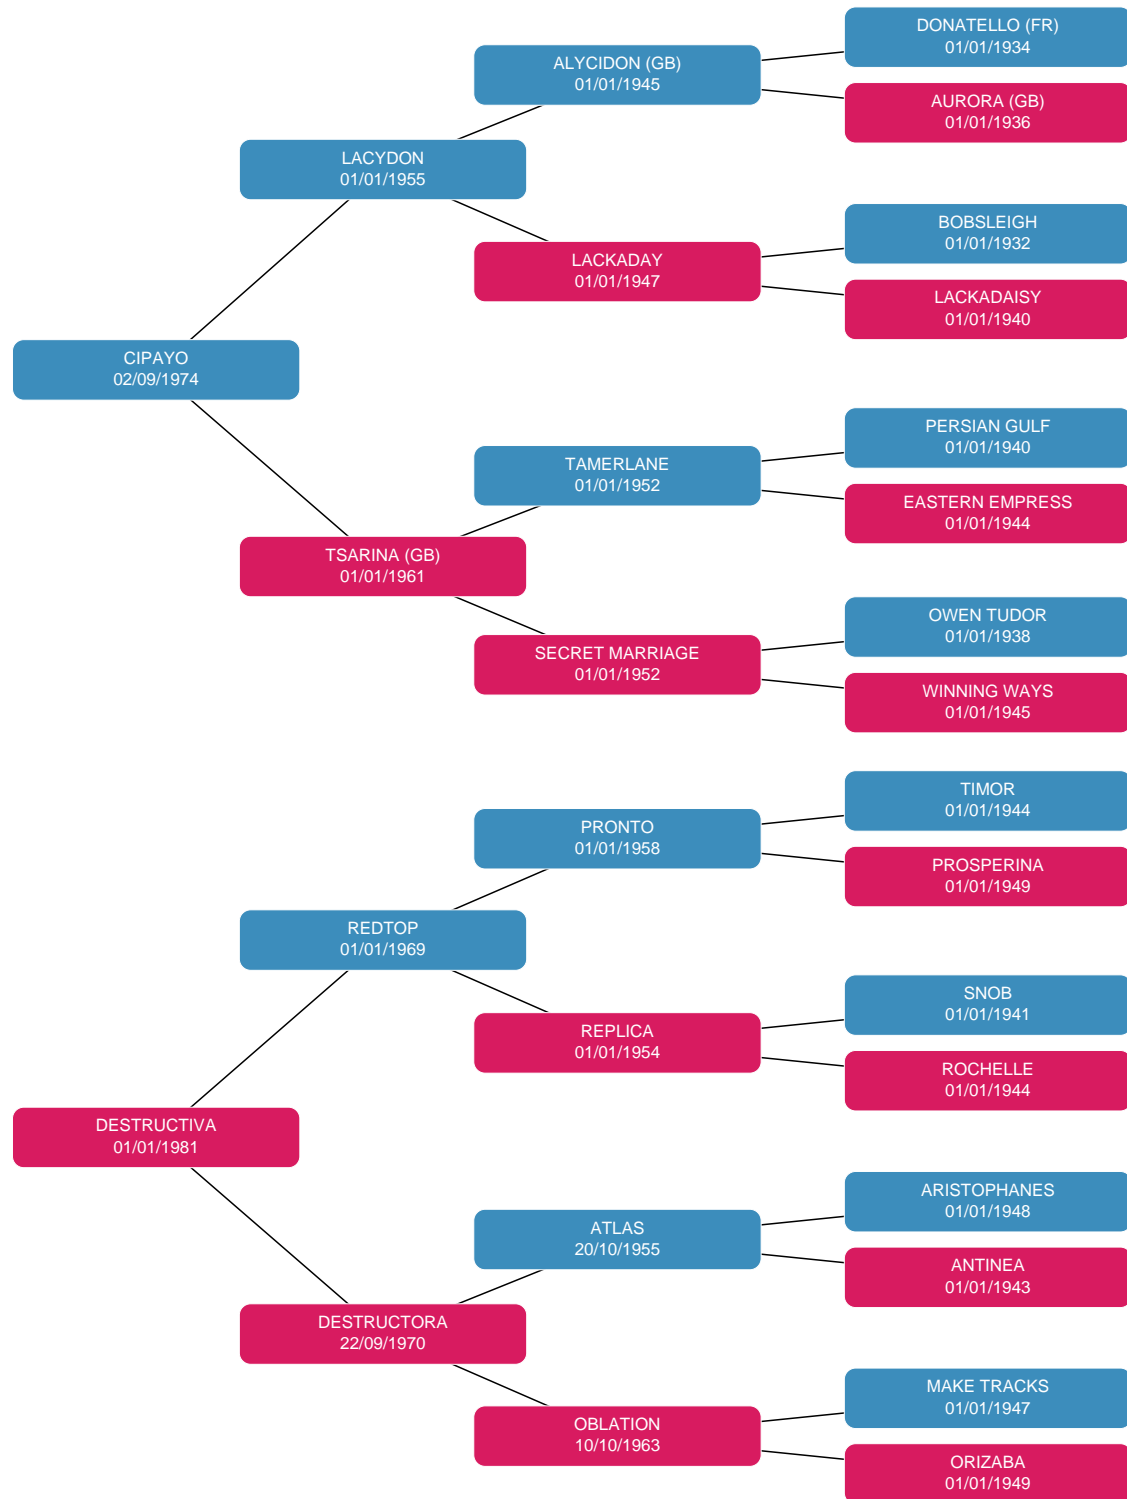 DONATELLO (FR)
01/01/1934
ALYCIDON (GB)
01/01/1945
AURORA (GB)
01/01/1936
LACYDON
01/01/1955
BOBSLEIGH
01/01/1932
LACKADAY
01/01/1947
LACKADAISY
01/01/1940
CIPAYO
02/09/1974
PERSIAN GULF
01/01/1940
TAMERLANE
01/01/1952
EASTERN EMPRESS
01/01/1944
TSARINA (GB)
01/01/1961
OWEN TUDOR
01/01/1938
SECRET MARRIAGE
01/01/1952
WINNING WAYS
01/01/1945
TIMOR
01/01/1944
PRONTO
01/01/1958
PROSPERINA
01/01/1949
REDTOP
01/01/1969
SNOB
01/01/1941
REPLICA
01/01/1954
ROCHELLE
01/01/1944
DESTRUCTIVA
01/01/1981
ARISTOPHANES
01/01/1948
ATLAS
20/10/1955
ANTINEA
01/01/1943
DESTRUCTORA
22/09/1970
MAKE TRACKS
01/01/1947
OBLATION
10/10/1963
ORIZABA
01/01/1949